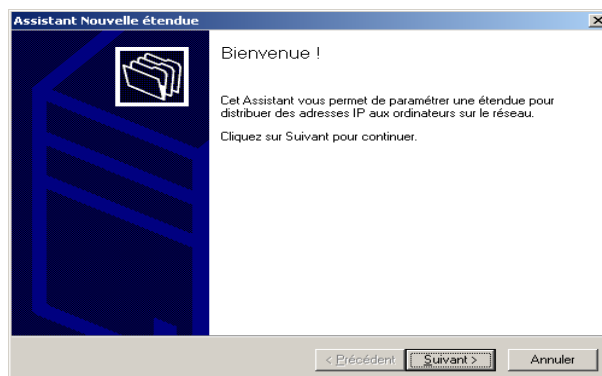 Assistant Nouvelle étendue
Bienvenue !
Cet Assistant vous permet de paramétrer une étendue pour
distribuer des adresses IP aux ordinateurs sur le réseau.
Cliquez sur Suivant pour continuer.
< Précédent Suivant > Annuler